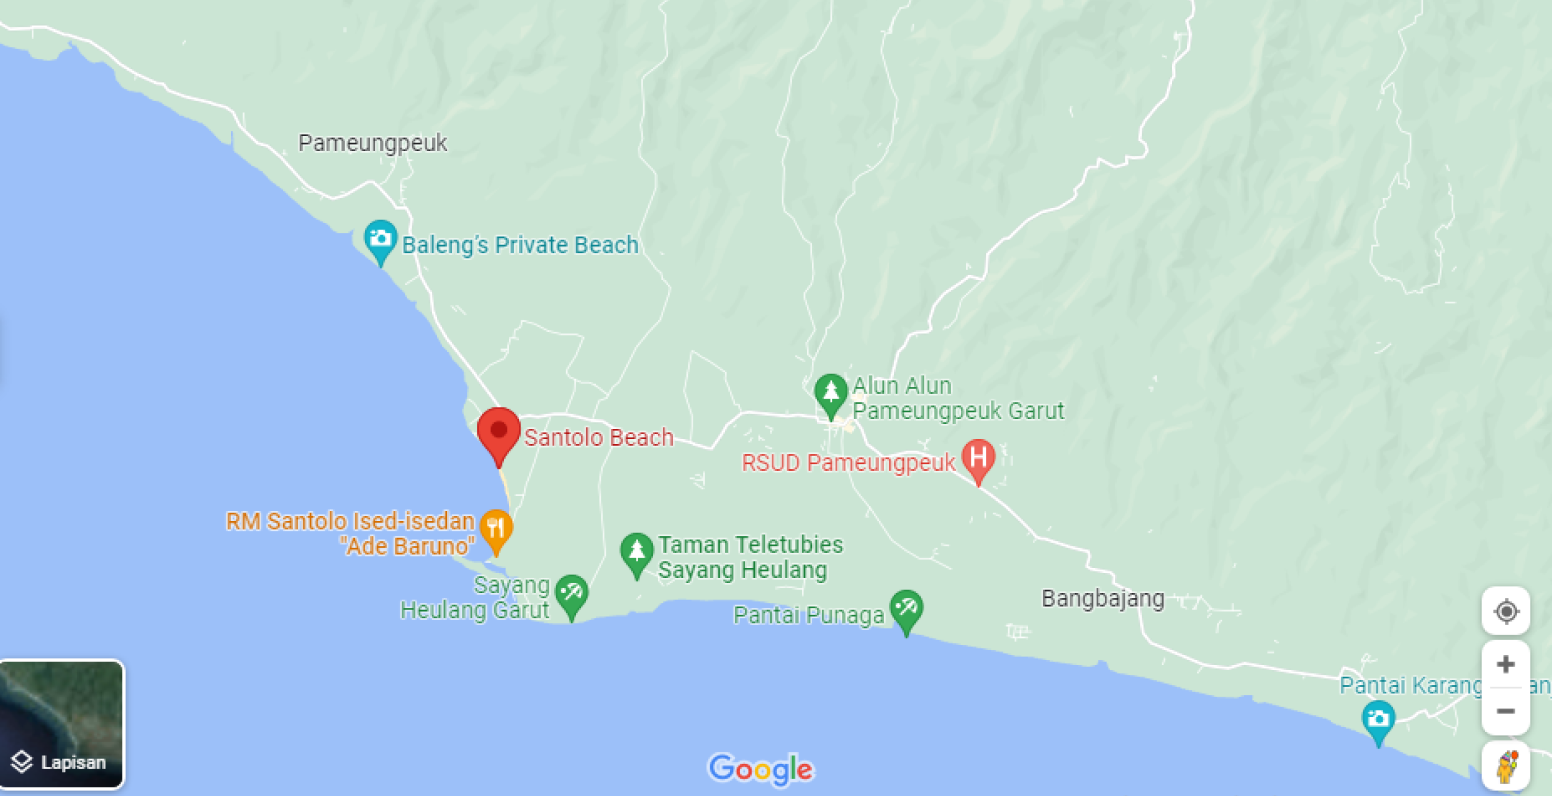 Pameungpeuk
Baleng's Private Beach
Alun Alun
Pameungpeuk Garut
Santolo Beach
RSUD Pameungpeuk
H
RM Santolo Ised-isedan
"Ade Baruno"
Taman Teletubies
Sayang Heulang
Sayang
Heulang Garut
Pantai Punaga
Bangbajang
Pantai Karang
Lapisan
Google